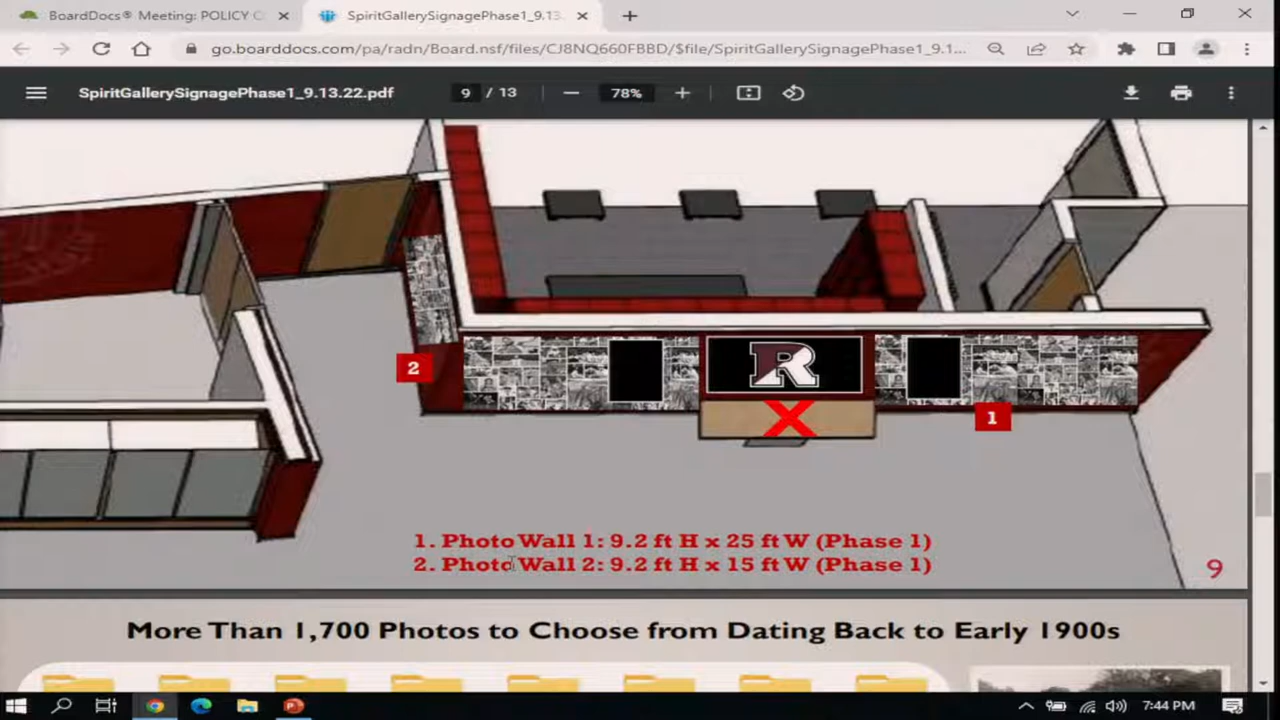 BoardDocs® Meeting: POLICY C
SpiritGallerySignagePhase1_9.13.
go.boarddocs.com/pa/radn/Board.nsf/files/CJ8NQ660FBBD/$file/SpiritGallerySignagePhase1_9.1...
SpiritGallerySignagePhase1_9.13.22.pdf
9 / 13
78%
R
2
1
1. Photo Wall 1: 9.2 ft H x 25 ft W (Phase 1)
2. Photo Wall 2: 9.2 ft H x 15 ft W (Phase 1)
9
More Than 1,700 Photos to Choose from Dating Back to Early 1900s
7:44 PM